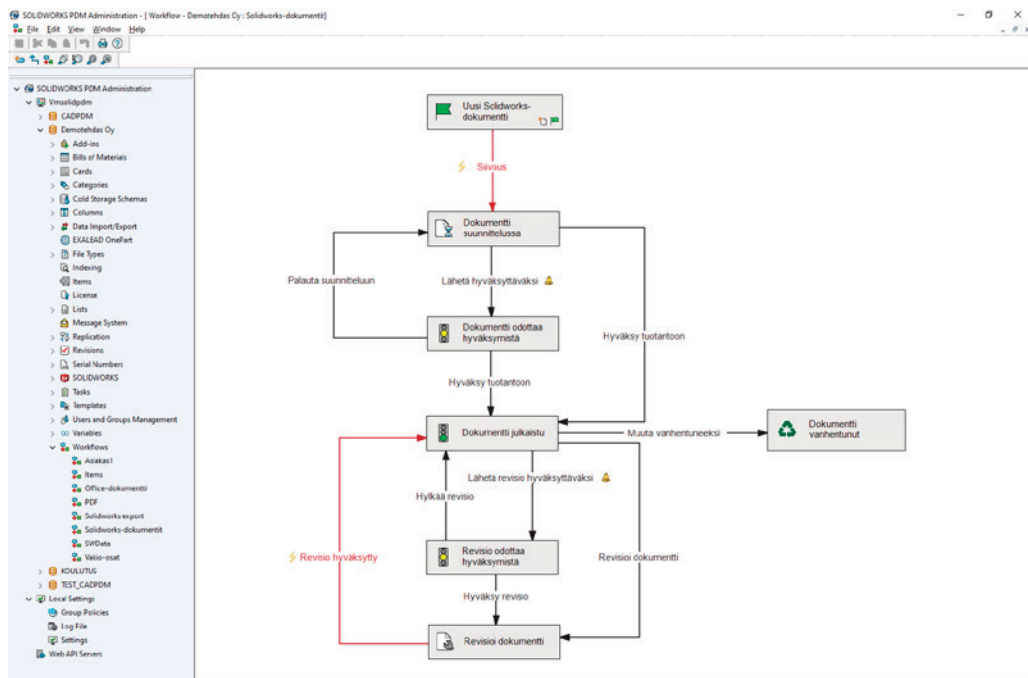 SOLIDWORKS PDM Administration - [ Workflow - Demotehdas Oy : Solidworks-dokumentit]
File Edit View Window Help
SOLIDWORKS PDM Administration
Vmsolidpdm
CADPDM
Demotehdas Oy
Add-ins
Bills of Materials
Cards
Categories
Cold Storage Schemas
Columns
Data Import/Export
EXALEAD OnePart
File Types
Indexing
Items
License
Lists
Message System
Replication
Revisions
Serial Numbers
SOLIDWORKS
Tasks
Templates
Users and Groups Management
Variables
Workflows
Asiakas1
Items
Office-dokumentti
PDF
Solidworks export
Solidworks-dokumentit
SWData
Vakio-osat
KOULUTUS
TEST_CADPDM
Local Settings
Group Policies
Log File
Settings
Web API Servers
Uusi Solidworks-
dokumentti
Siivous
Dokumentti
suunnittelussa
Palauta suunnitteluun
Lähetä hyväksyttäväksi
Dokumentti odottaa
hyväksymistä
Hyväksy tuotantoon
Hyväksy tuotantoon
Dokumentti julkaistu
Muuta vanhentuneeksi
Dokumentti
vanhentunut
Lähetä revisio hyväksyttäväksi
Hylkää revisio
Revisio hyväksytty
Revisio odottaa
hyväksymistä
Revisioi dokumentti
Hyväksy revisio
Revisioi dokumentti